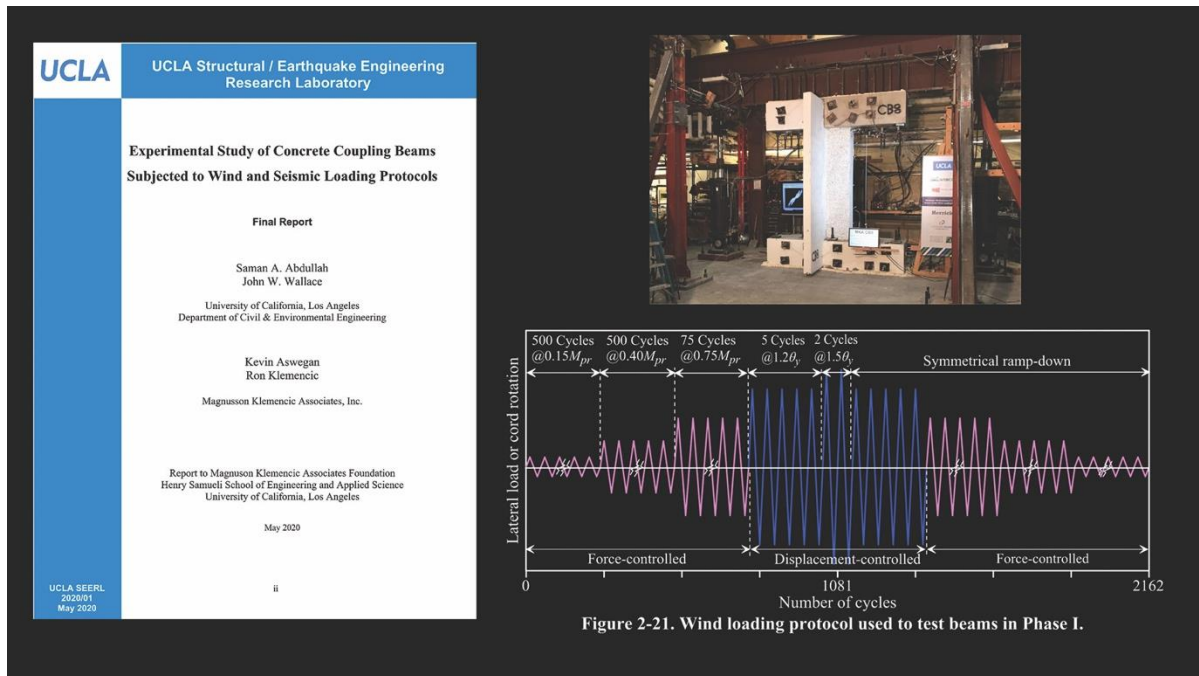 UCLA
UCLA Structural / Earthquake Engineering
Research Laboratory
Experimental Study of Concrete Coupling Beams
Subjected to Wind and Seismic Loading Protocols
Final Report
Saman A. Abdullah
John W. Wallace
University of California, Los Angeles
Department of Civil & Environmental Engineering
Kevin Aswegan
Ron Klemencic
Magnusson Klemencic Associates, Inc.
Report to Magnuson Klemencic Associates Foundation
Henry Samueli School of Engineering and Applied Science
University of California, Los Angeles
May 2020
UCLA SEERL
2020/01
May 2020
ii
CB8
UCLA
500 Cycles
@0.15Mpr
500 Cycles
@0.40Mpr
75 Cycles
@0.75Mpr
5 Cycles
@1.2θy
2 Cycles
@1.5θy
Symmetrical ramp-down
Lateral load or cord rotation
Force-controlled
Displacement-controlled
Force-controlled
0
1081
2162
Number of cycles
Figure 2-21. Wind loading protocol used to test beams in Phase I.